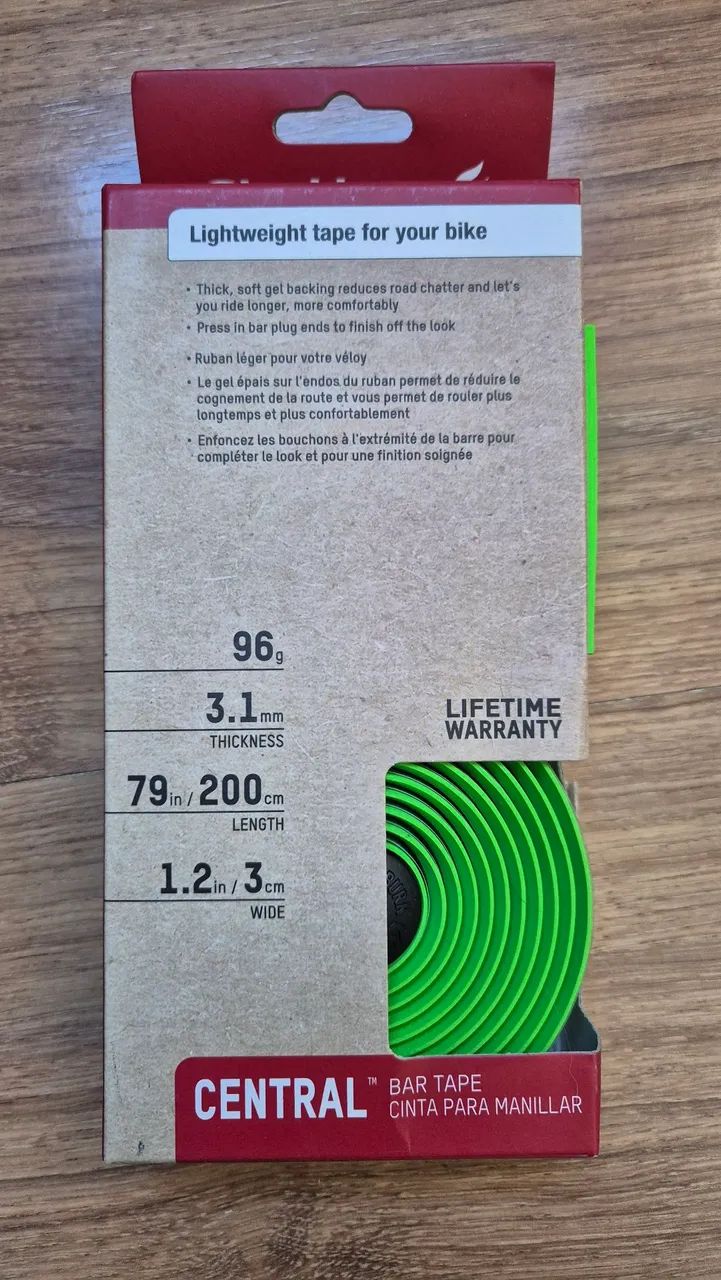 Lightweight tape for your bike
• Thick, soft gel backing reduces road chatter and let's
you ride longer, more comfortably
• Press in bar plug ends to finish off the look
• Ruban léger pour votre véloy
• Le gel épais sur l'endos du ruban permet de réduire le
cognement de la route et vous permet de rouler plus
longtemps et plus confortablement
• Enfoncez les bouchons à l'extrémité de la barre pour
compléter le look et pour une finition soignée
96g
3.1mm
THICKNESS
79in / 200cm
LENGTH
1.2in / 3cm
WIDE
LIFETIME
WARRANTY
CENTRAL™
BAR TAPE
CINTA PARA MANILLAR